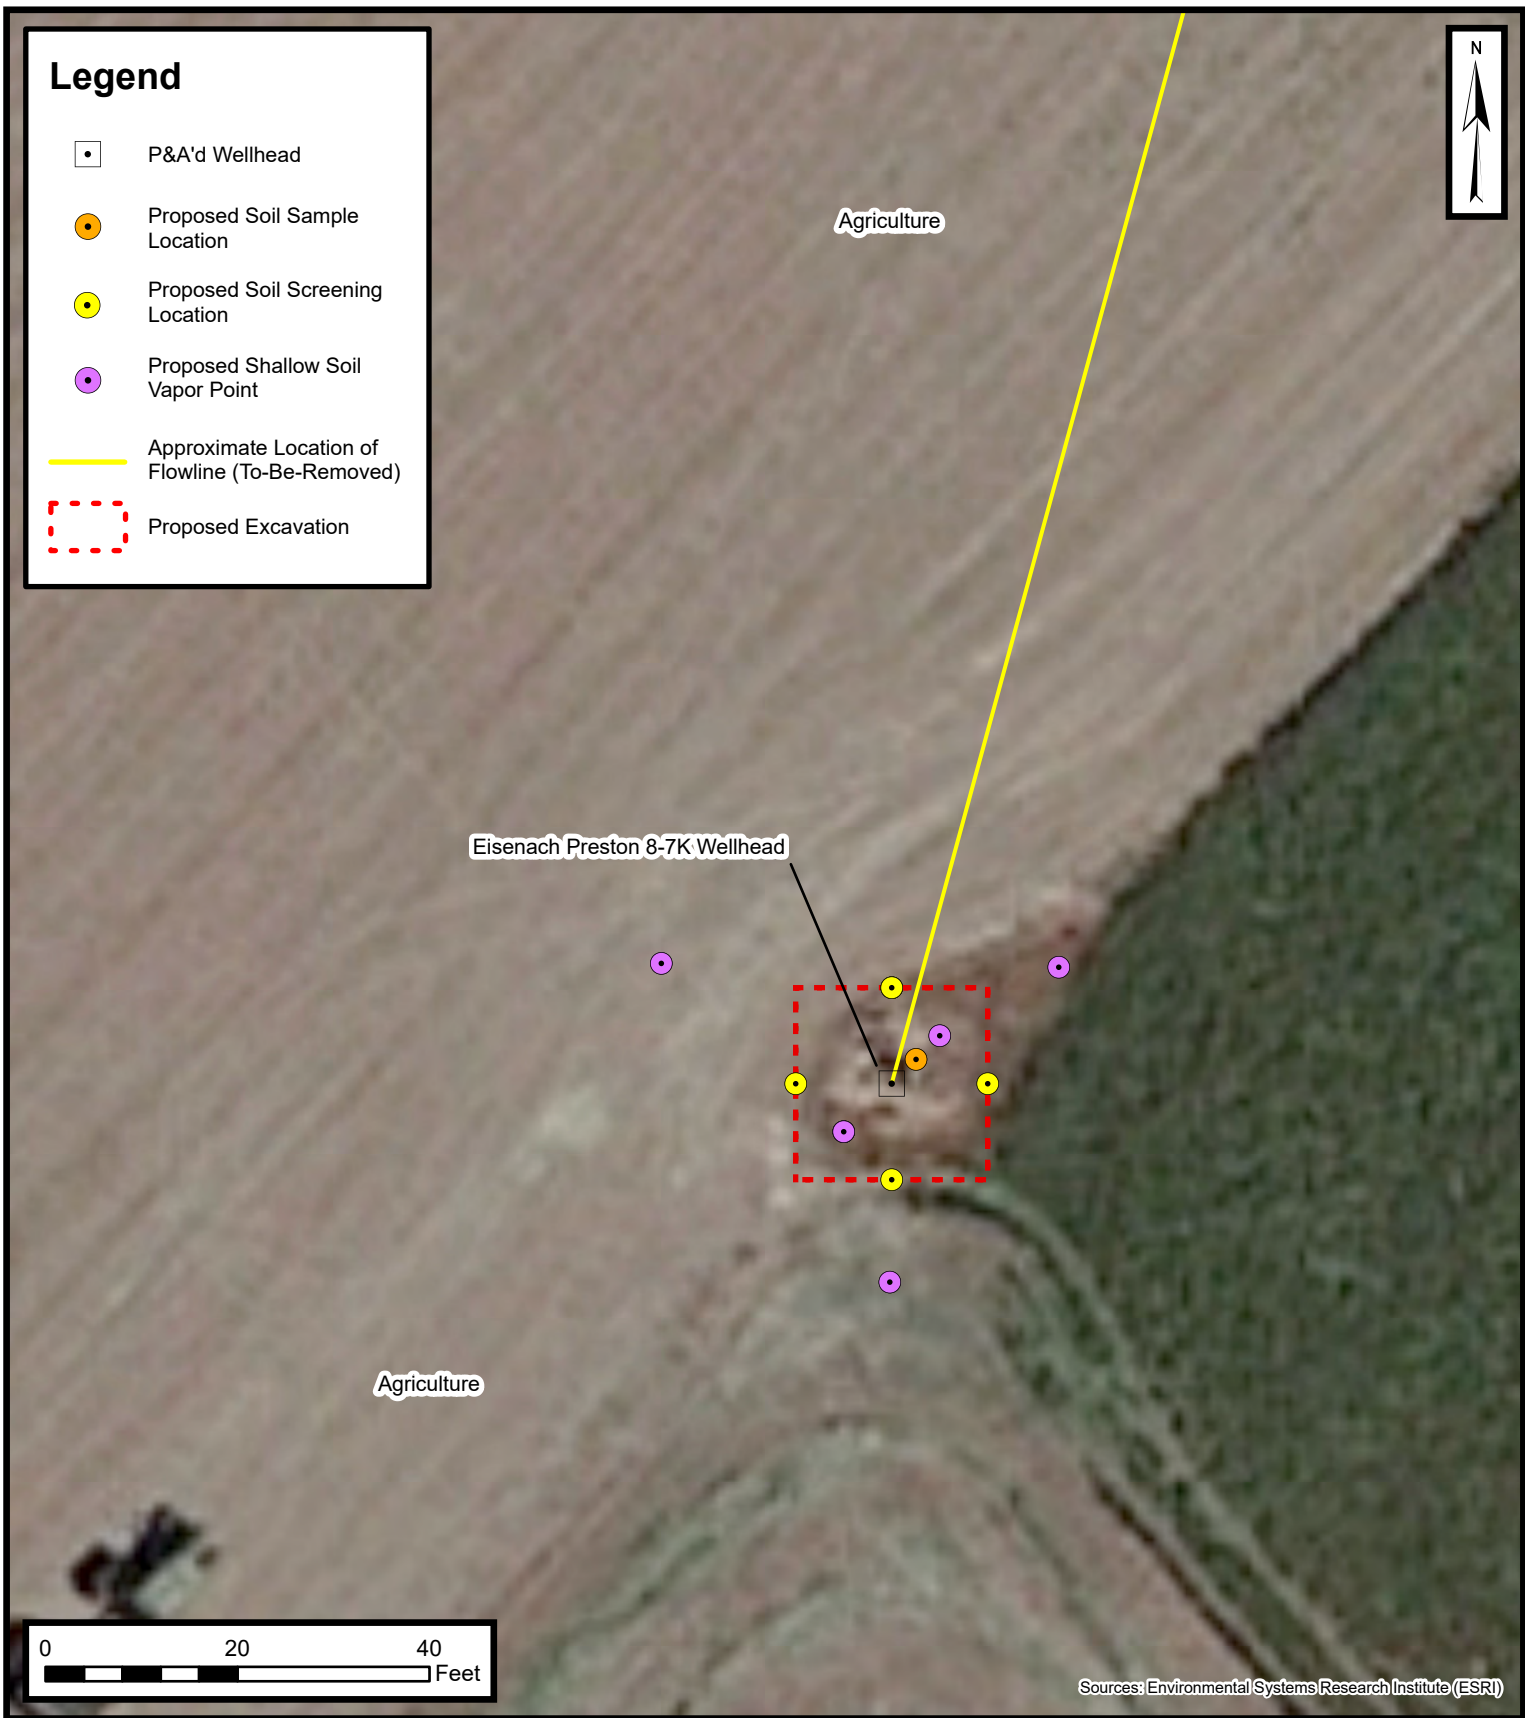 Legend
P&A'd Wellhead
Proposed Soil Sample
Location
Proposed Soil Screening
Location
Proposed Shallow Soil
Vapor Point
Approximate Location of
Flowline (To-Be-Removed)
Proposed Excavation
N
Agriculture
Eisenach Preston 8-7K Wellhead
Agriculture
0 20 40
Feet
Sources: Environmental Systems Research Institute (ESRI)